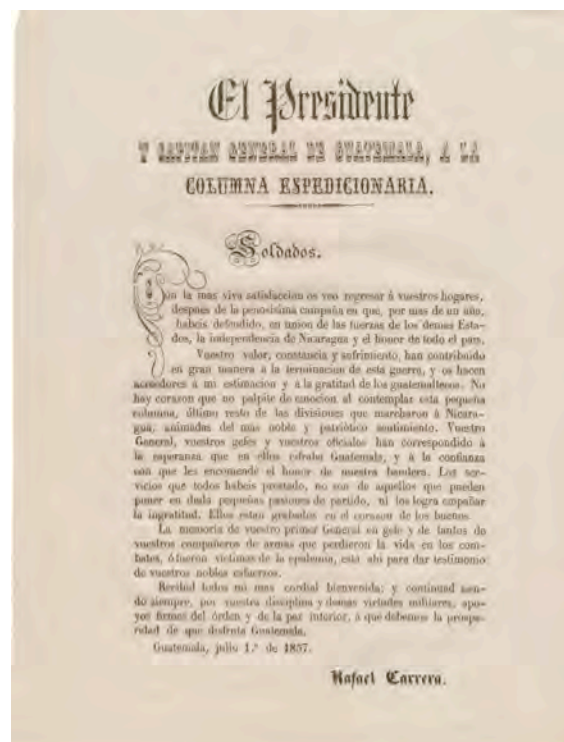 El Presidente
Y CAPITAN GENERAL DE GUATEMALA, A LA
COLUMNA ESPEDICIONARIA.
Soldados.
Con la mas viva satisfaccion os veo regresar á vuestros hogares,
despues de la penosísima campaña en que, por mas de un año,
habeis defendido, en union de las fuerzas de los demas Esta-
dos, la independencia de Nicaragua y el honor de todo el pais.
Vuestro valor, constancia y sufrimiento, han contribuido
en gran manera á la terminacion de esta guerra, y os hacen
acreedores á mi estimacion y á la gratitud de los guatemaltecos. No
hay corazon que no palpite de emocion al contemplar esta pequeña
columna, último resto de las divisiones que marcharon á Nicara-
gua, animadas del mas noble y patriótico sentimiento. Vuestro
General, vuestros gefes y vuestros oficiales han correspondido á
la esperanza que en ellos cifraba Guatemala, y á la confianza
con que les encomendé el honor de nuestra bandera. Los ser-
vicios que todos habeis prestado, no son de aquellos que pueden
poner en duda pequeñas pasiones de partido, ni los logra empañar
la ingratitud. Ellos estan grabados en el corazon de los buenos.
La memoria de vuestro primer General en gefe y de tantos de
vuestros compañeros de armas que perdieron la vida en los com-
bates, ó fueron víctimas de la epidemia, está ahí para dar testimonio
de vuestros nobles esfuerzos.
Recibid todos mi mas cordial bienvenida; y continuad sien-
do siempre, por vuestra disciplina y demas virtudes militares, apo-
yos firmes del órden y de la paz interior, á que debemos la prospe-
ridad de que disfruta Guatemala.
Guatemala, julio 1.º de 1857.
Rafael Carrera.